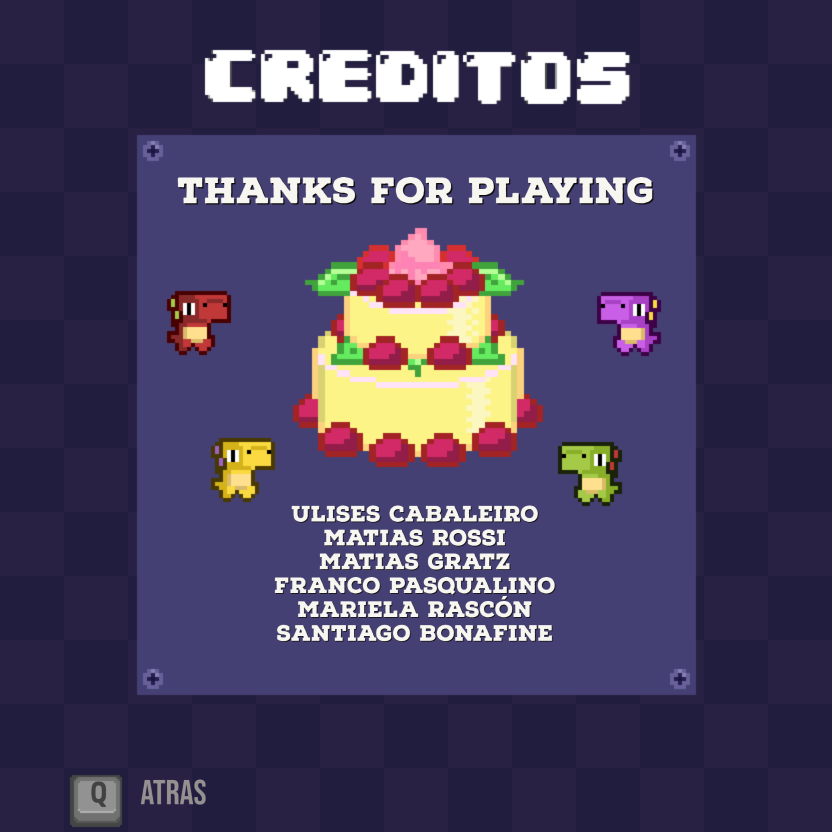 CREDITOS
THANKS FOR PLAYING
ULISES CABALEIRO
MATIAS ROSSI
MATIAS GRATZ
FRANCO PASQUALINO
MARIELA RASCÓN
SANTIAGO BONAFINE
Q ATRAS